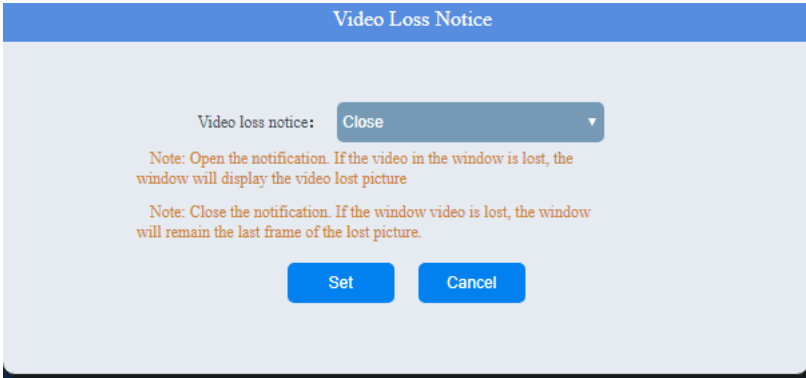 Video Loss Notice
Video loss notice: Close
Note: Open the notification. If the video in the window is lost, the
window will display the video lost picture
Note: Close the notification. If the window video is lost, the window
will remain the last frame of the lost picture.
Set Cancel